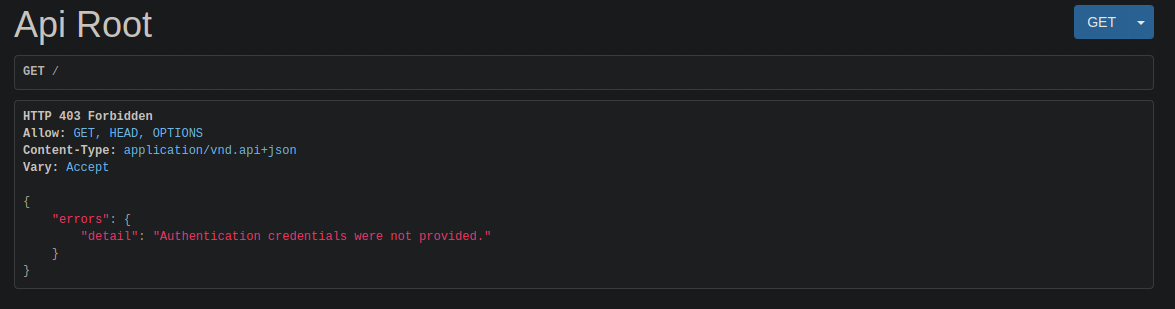 Api Root
GET
GET /
HTTP 403 Forbidden
Allow: GET, HEAD, OPTIONS
Content-Type: application/vnd.api+json
Vary: Accept
{
    "errors": {
        "detail": "Authentication credentials were not provided."
    }
}